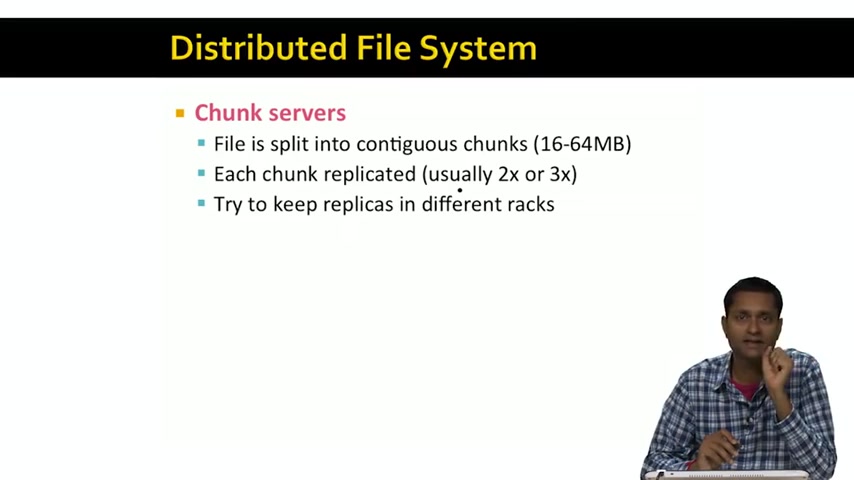 Distributed File System
Chunk servers
File is split into contiguous chunks (16-64MB)
Each chunk replicated (usually 2x or 3x)
Try to keep replicas in different racks